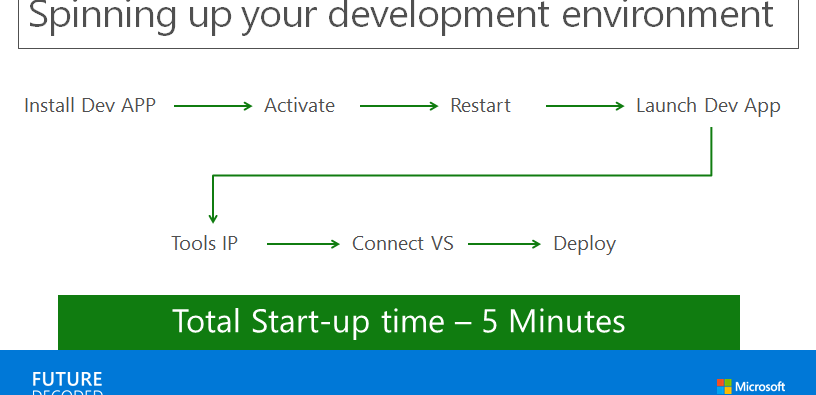 Spinning up your development environment
Install Dev APP
Activate
Restart
Launch Dev App
Tools IP
Connect VS
Deploy
Total Start-up time – 5 Minutes
FUTURE
DECODED
Microsoft